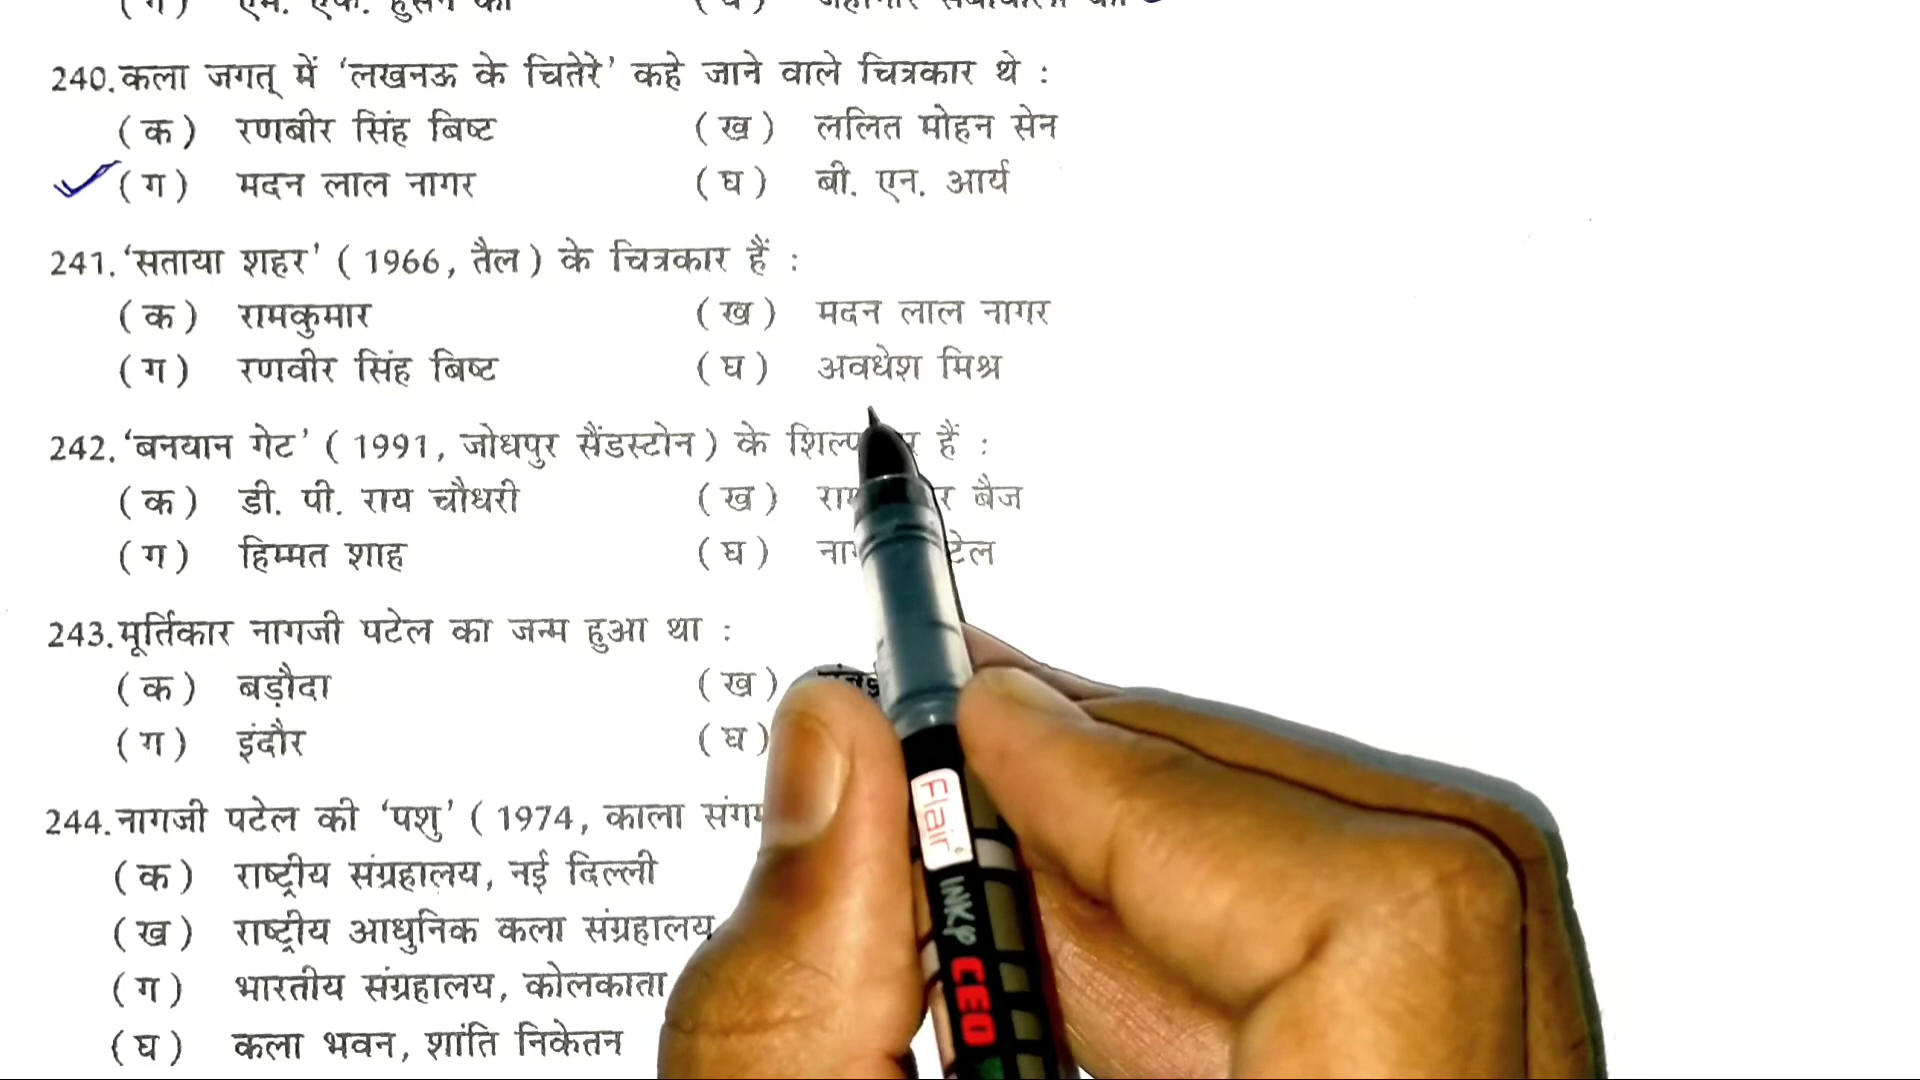 240. कला जगत् में ‘लखनऊ के चितेरे’ कहे जाने वाले चित्रकार थे :
(क) रणबीर सिंह बिष्ट (ख) ललित मोहन सेन
(ग) मदन लाल नागर (घ) बी. एन. आर्य
241. ‘सताया शहर’ (1966, तैल) के चित्रकार हैं :
(क) रामकुमार (ख) मदन लाल नागर
(ग) रणवीर सिंह बिष्ट (घ) अवधेश मिश्र
242. ‘बनयान गेट’ (1991, जोधपुर सैंडस्टोन) के हैं :
(क) डी. पी. राय चौधरी (ख) बैज
(ग) हिम्मत शाह (घ)
243. मूर्तिकार नागजी पटेल का जन्म हुआ था :
(क) बड़ौदा (ख)
(ग) इंदौर (घ)
244. नागजी पटेल की ‘पशु’ (1974, काला
(क) राष्ट्रीय संग्रहालय, नई दिल्ली
(ख) राष्ट्रीय आधुनिक कला संग्रहालय
(ग) भारतीय संग्रहालय, कोलकाता
(घ) कला भवन, शांति निकेतन
Flair
INKY CEO